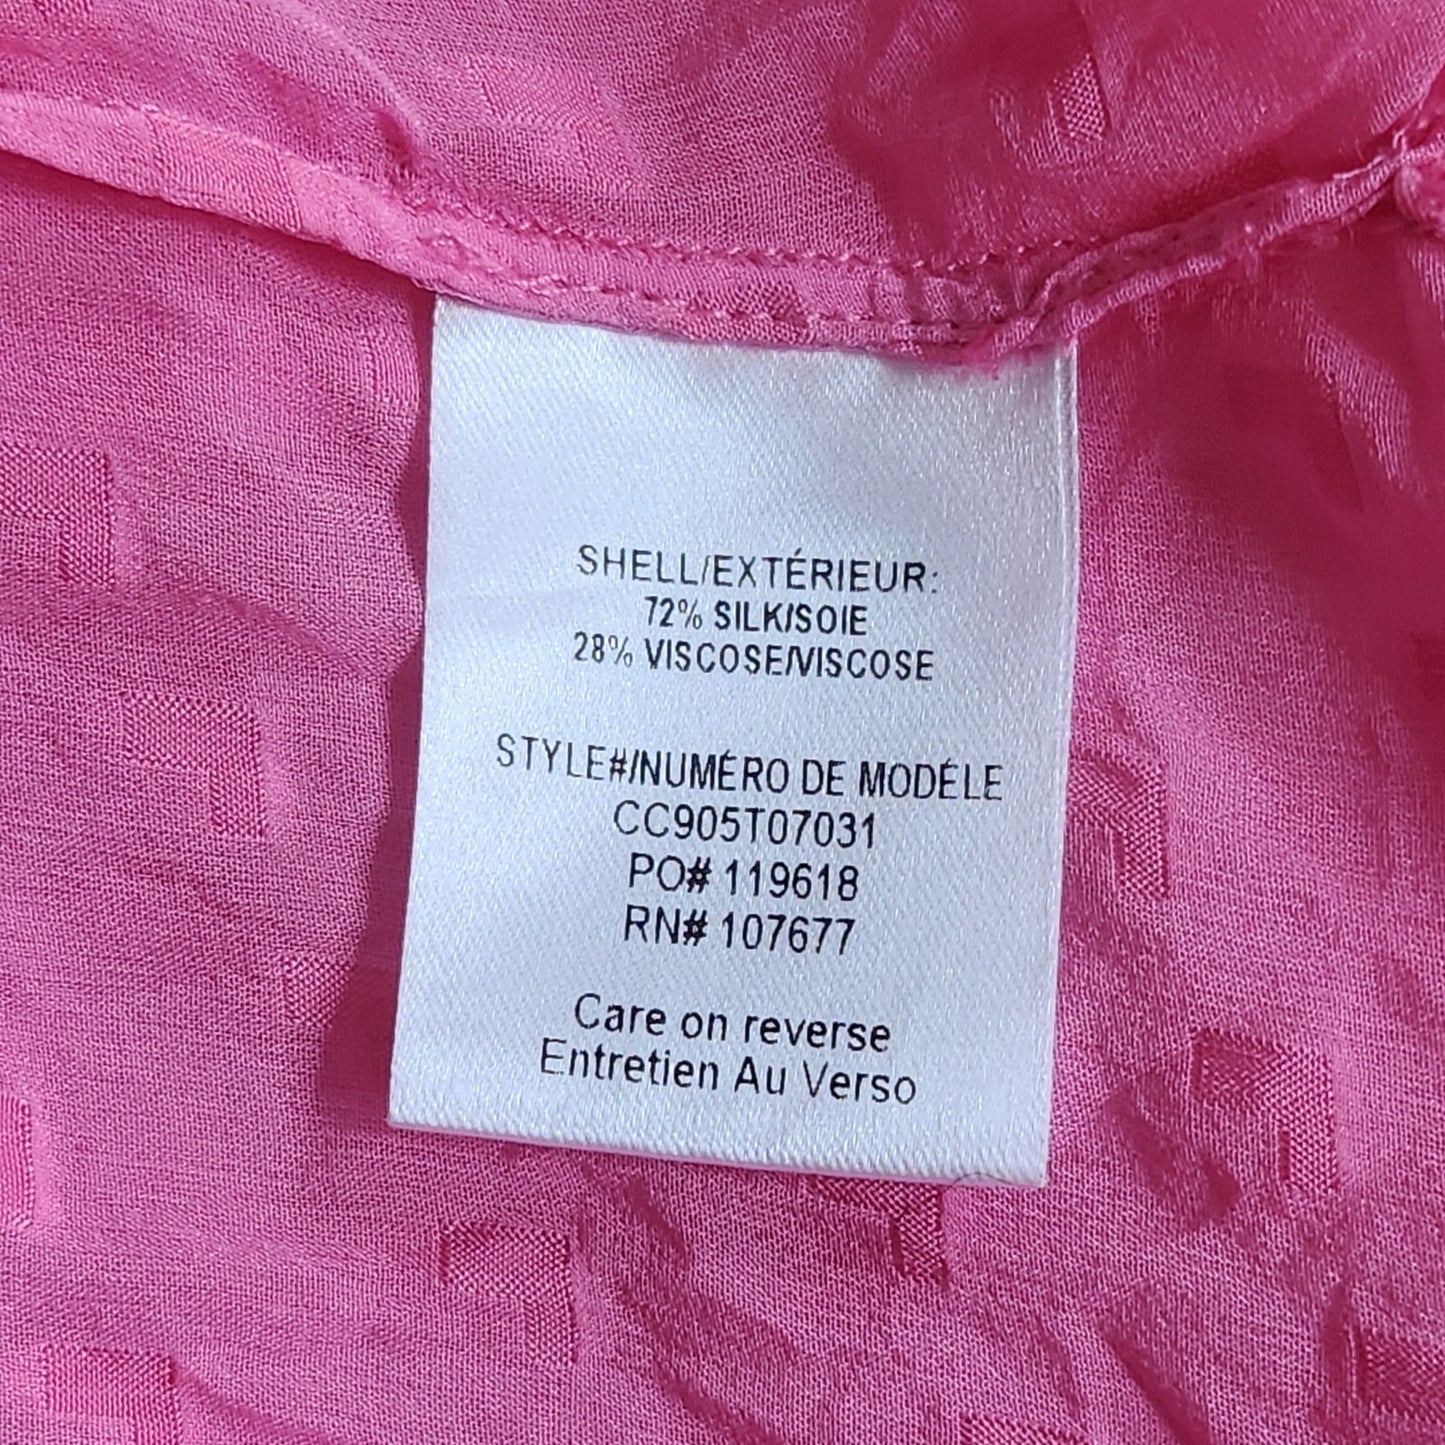 SHELL/EXTÉRIEUR:
72% SILK/SOIE
28% VISCOSE/VISCOSE
STYLE#/NUMÉRO DE MODÉLE
CC905T07031
PO# 119618
RN# 107677
Care on reverse
Entretien Au Verso